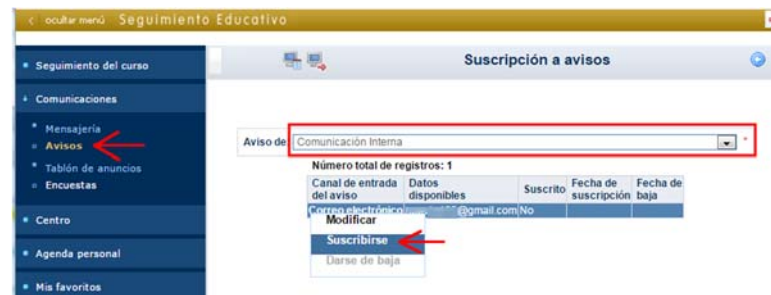 ocultar menú Seguimiento Educativo
Seguimiento del curso
Suscripción a avisos
Comunicaciones
Mensajería
Avisos
Tablón de anuncios
Encuestas
Centro
Agenda personal
Mis favoritos
Aviso de: Comunicación Interna *
Número total de registros: 1
Canal de entrada del aviso Datos disponibles Suscrito Fecha de suscripción Fecha de baja
Correo electrónico @gmail.com No
Modificar
Suscribirse
Darse de baja